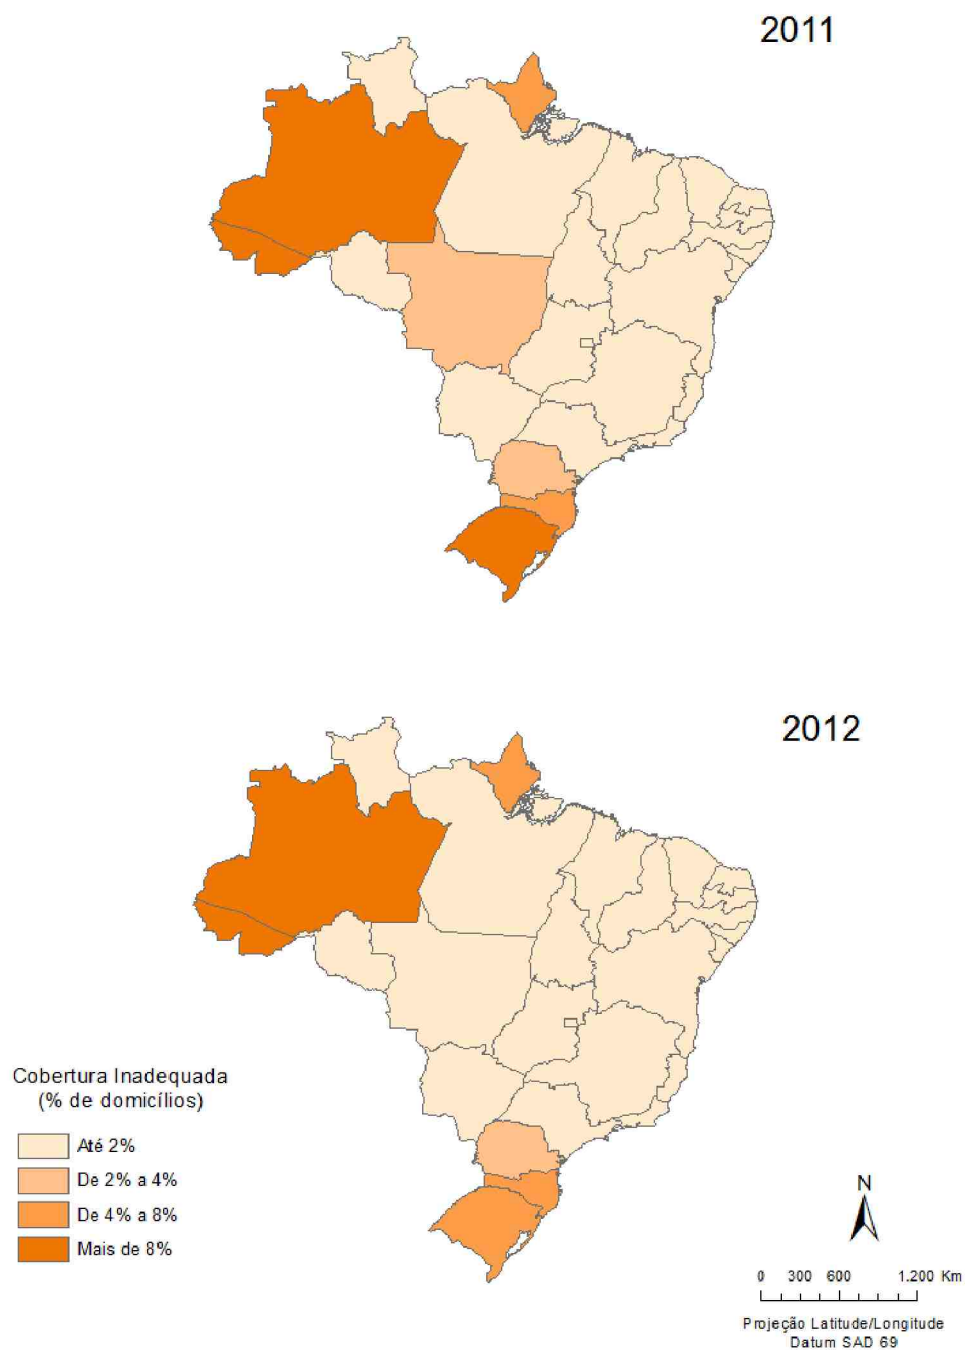 2011
2012
Cobertura Inadequada
(% de domicílios)
Até 2%
De 2% a 4%
De 4% a 8%
Mais de 8%
N
0 300 600 1.200 Km
Projeção Latitude/Longitude
Datum SAD 69